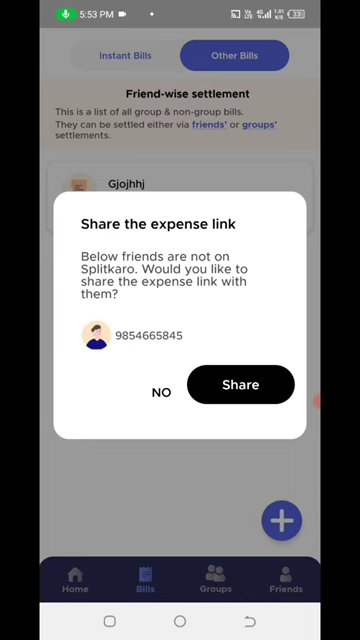 5:53 PM
Instant Bills
Other Bills
Friend-wise settlement
This is a list of all group & non-group bills.
They can be settled either via friends' or groups'
settlements.
Gjojhhj
Share the expense link
Below friends are not on
Splitkaro. Would you like to
share the expense link with
them?
9854665845
NO
Share
Home
Bills
Groups
Friends